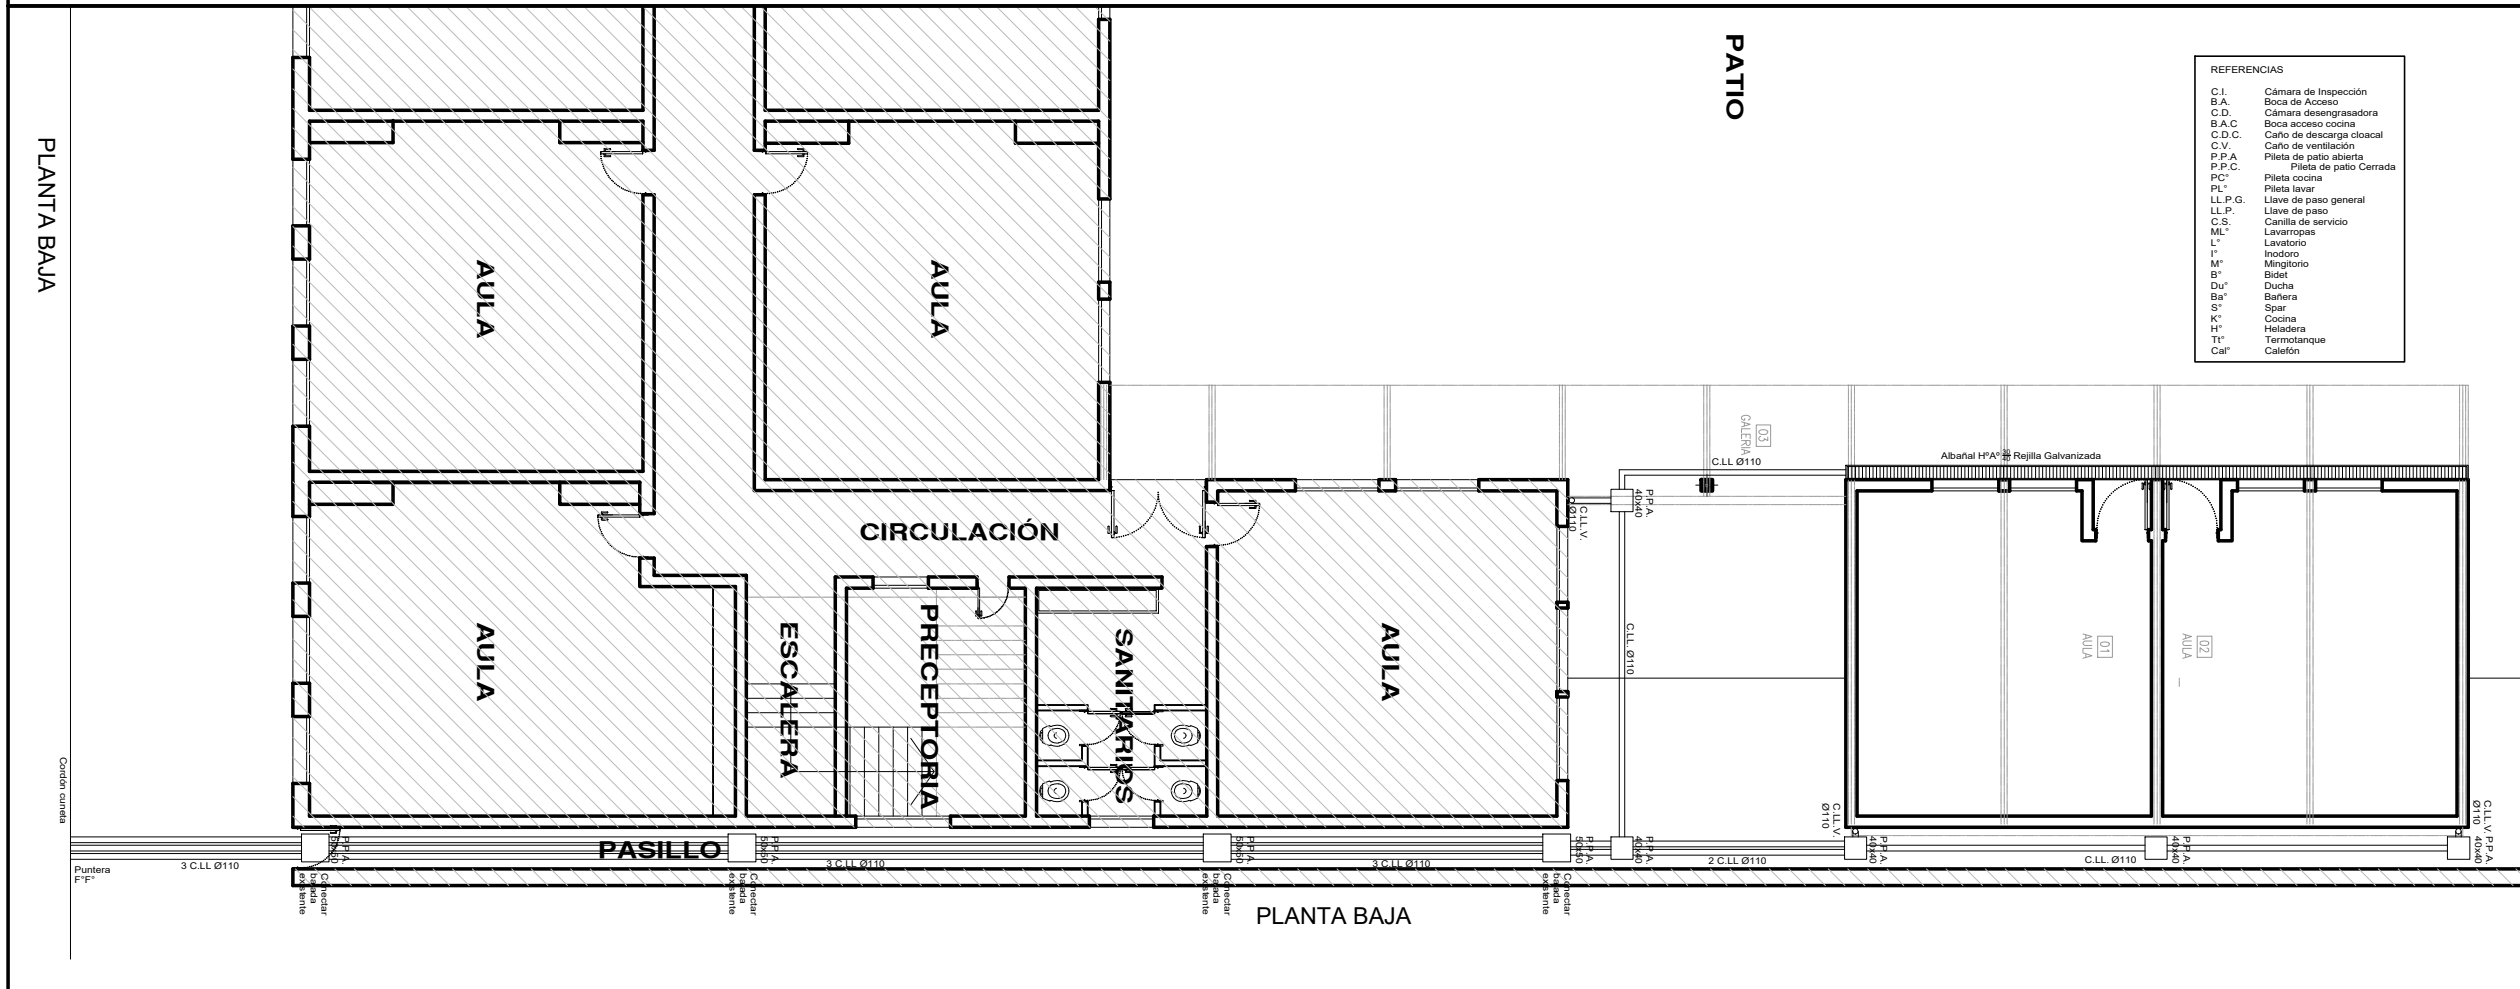 PLANTA BAJA
PATIO
REFERENCIAS
C.I. Cámara de Inspección
B.A. Boca de Acceso
C.D. Cámara desengrasadora
B.A.C Boca acceso cocina
C.D.C. Caño de descarga cloacal
C.V. Caño de ventilación
P.P.A Pileta de patio abierta
P.P.C. Pileta de patio Cerrada
PC° Pileta cocina
PL° Pileta lavar
LL.P.G. Llave de paso general
LL.P. Llave de paso
C.S. Canilla de servicio
ML° Lavarropas
L° Lavatorio
I° Inodoro
M° Mingitorio
B° Bidet
Du° Ducha
Ba° Bañera
S° Spar
K° Cocina
H° Heladera
Tt° Termotanque
Cal° Calefón
AULA
AULA
03
GALERIA
C.LL Ø110
Albañal H°A°
Rejilla Galvanizada
P.P.A.
40x40
C.LL.V.
Ø110
CIRCULACIÓN
AULA
ESCALERA
PRECEPTORIA
SANITARIOS
AULA
C.LL. Ø110
01
AULA
02
AULA
Cordón cuneta
C.LL.V.
Ø110
C.LL.V.
Ø110
P.P.A.
50x50
PASILLO
P.P.A.
50x50
P.P.A.
50x50
P.P.A.
50x50
P.P.A.
40x40
P.P.A.
40x40
P.P.A.
40x40
P.P.A.
40x40
Puntera
F°F°
3 C.LL Ø110
3 C.LL Ø110
3 C.LL Ø110
2 C.LL Ø110
C.LL. Ø110
Conectar
bajada
existente
Conectar
bajada
existente
Conectar
bajada
existente
Conectar
bajada
existente
PLANTA BAJA